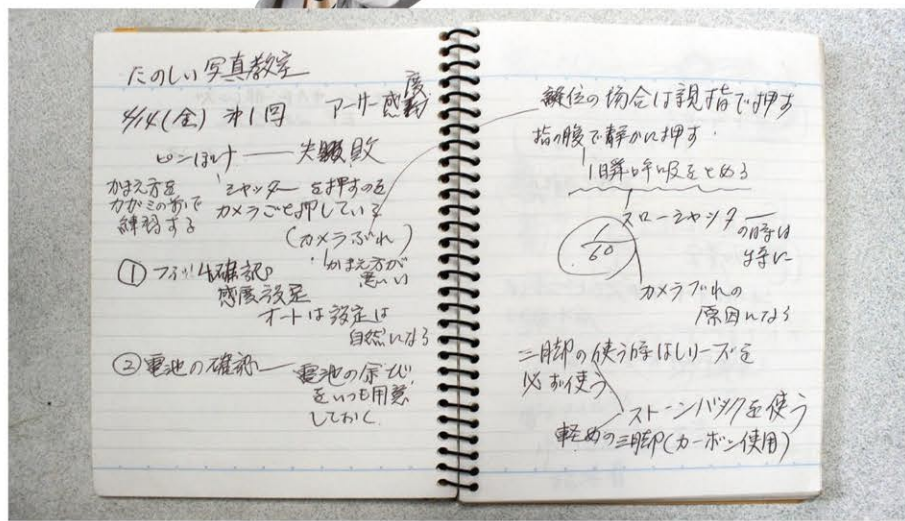 たのしい写真教室
4/14(金) 才1回 アーサー感度
ピンぼけ ── 失敗
かまえ方を
カガミの前で
練習する
シャッターを押すのを
カメラごと押している
(カメラぶれ)
かまえ方が
悪い
① フィルム確認
感度設定
オートは設定は
自然になる
② 電池の確認 ── 電池の余び
をいつも用意
しておく
縦位の場合は親指で押す
指の腹で静かに押す
1瞬呼吸をとめる
スローシャッター
の時は
特に
1/60
カメラブれの
原因になる
三脚の使う時はレリーズを
必ず使う
ストーンバックを使う
軽めの三脚(カーボン使用)